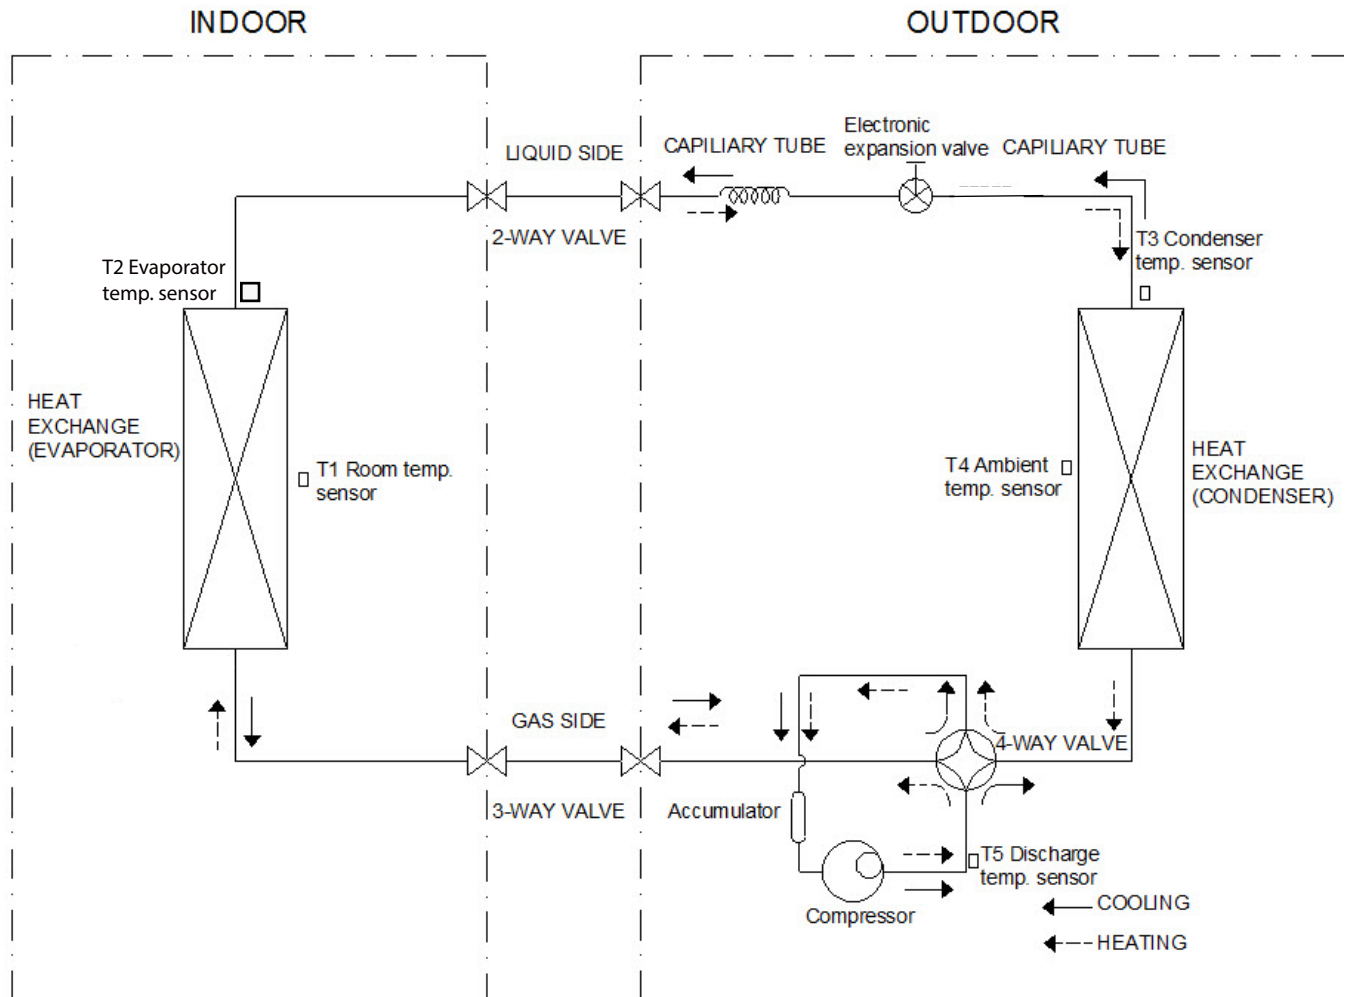 INDOOR
OUTDOOR
Electronic
expansion valve
LIQUID SIDE
CAPILIARY TUBE
CAPILIARY TUBE
2-WAY VALVE
T3 Condenser
temp. sensor
T2 Evaporator
temp. sensor
HEAT
EXCHANGE
(EVAPORATOR)
T1 Room temp.
sensor
T4 Ambient
temp. sensor
HEAT
EXCHANGE
(CONDENSER)
GAS SIDE
4-WAY VALVE
3-WAY VALVE
Accumulator
T5 Discharge
temp. sensor
Compressor
COOLING
HEATING